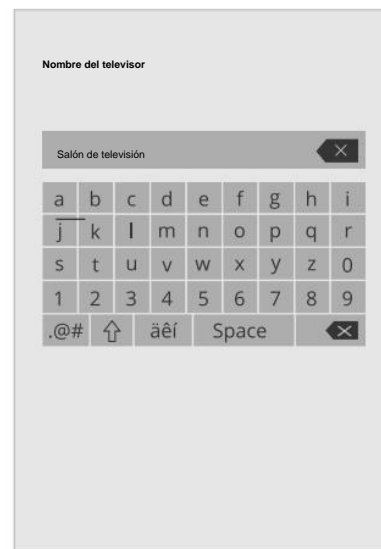 Nombre del televisor
Salón de televisión
a b c d e f g h i
j k l m n o p q r
s t u v w x y z 0
1 2 3 4 5 6 7 8 9
.@# äêí Space